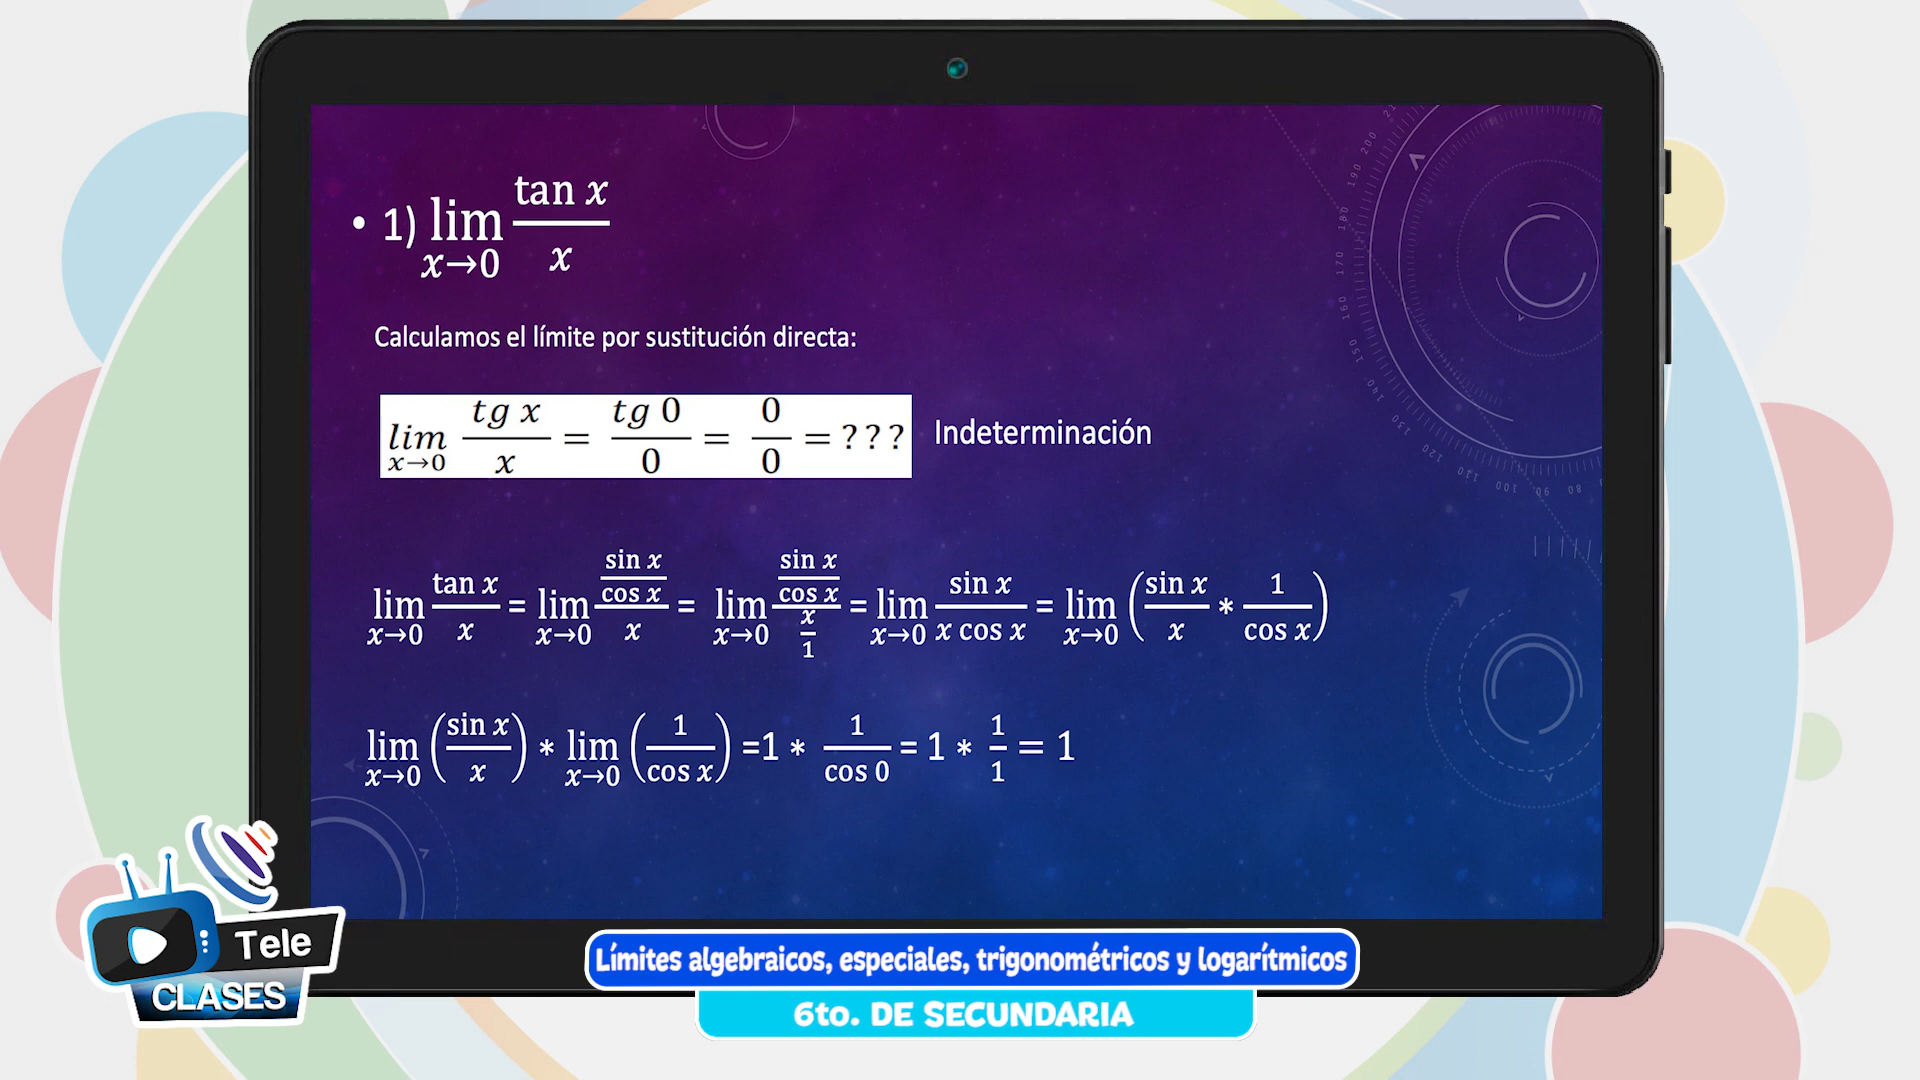 • 1) lim x→0 tan x / x
Calculamos el límite por sustitución directa:
lim x→0 tg x / x = tg 0 / 0 = 0 / 0 = ? ? ? Indeterminación
lim x→0 tan x / x = lim x→0 (sin x / cos x) / x = lim x→0 (sin x / cos x) / (x / 1) = lim x→0 sin x / x cos x = lim x→0 (sin x / x * 1 / cos x)
lim x→0 (sin x / x) * lim x→0 (1 / cos x) =1 * 1 / cos 0 = 1 * 1 / 1 = 1
Tele
CLASES
Límites algebraicos, especiales, trigonométricos y logarítmicos
6to. DE SECUNDARIA